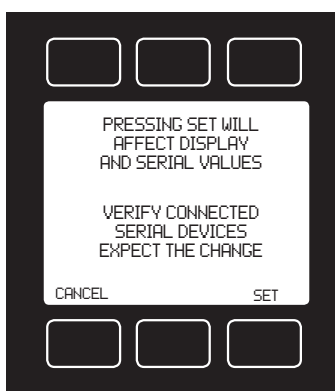 PRESSING SET WILL
AFFECT DISPLAY
AND SERIAL VALUES
VERIFY CONNECTED
SERIAL DEVICES
EXPECT THE CHANGE
CANCEL SET